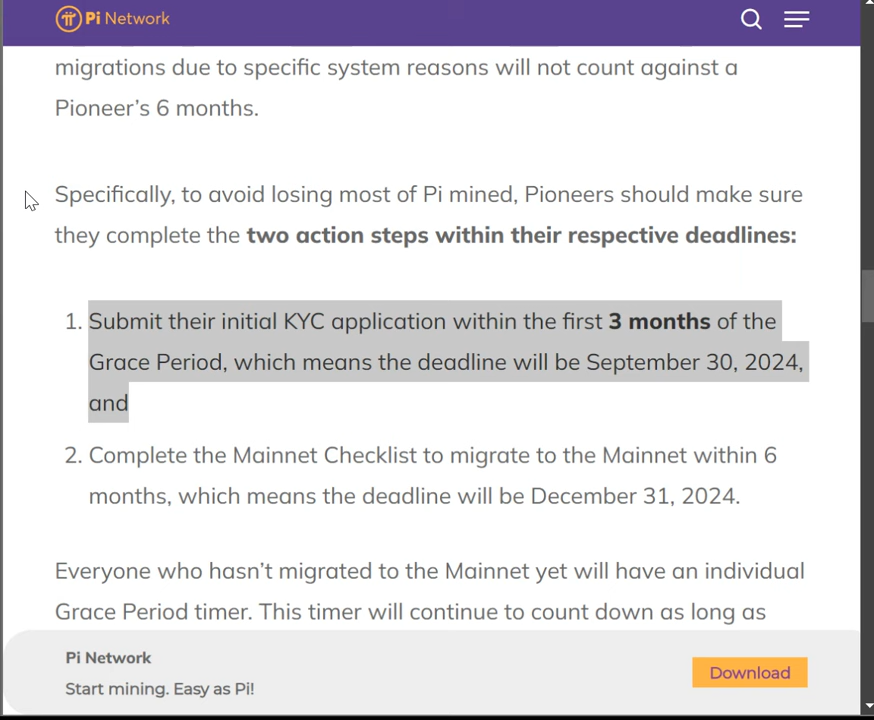 Pi Network
migrations due to specific system reasons will not count against a
Pioneer’s 6 months.
Specifically, to avoid losing most of Pi mined, Pioneers should make sure
they complete the two action steps within their respective deadlines:
1. Submit their initial KYC application within the first 3 months of the
Grace Period, which means the deadline will be September 30, 2024,
and
2. Complete the Mainnet Checklist to migrate to the Mainnet within 6
months, which means the deadline will be December 31, 2024.
Everyone who hasn’t migrated to the Mainnet yet will have an individual
Grace Period timer. This timer will continue to count down as long as
Pi Network
Start mining. Easy as Pi!
Download